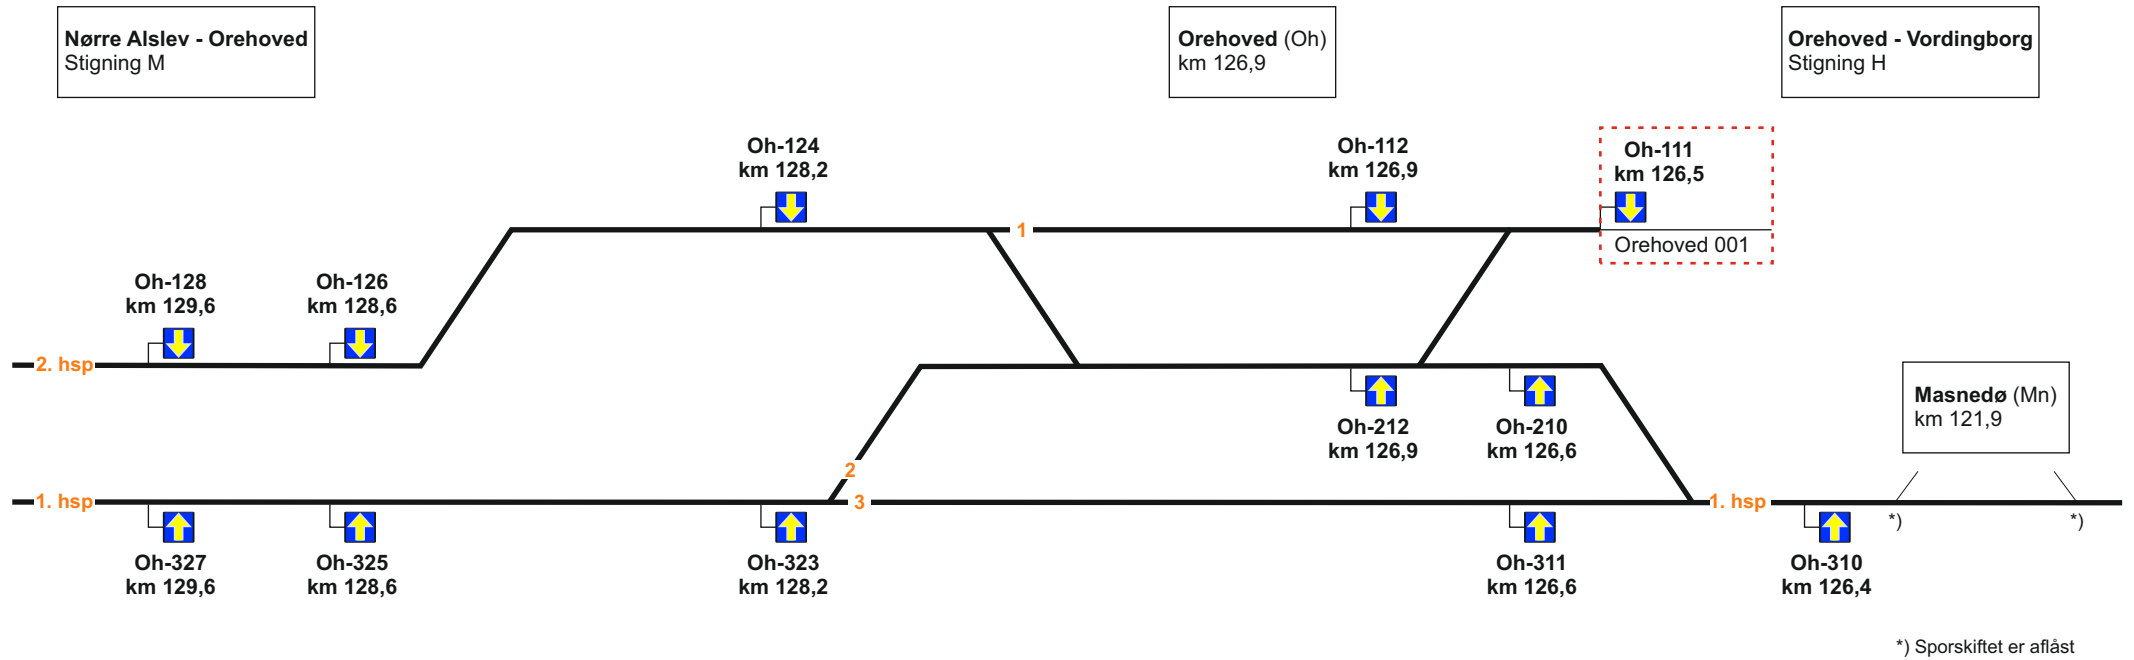 Nørre Alslev - Orehoved
Stigning M
Orehoved (Oh)
km 126,9
Orehoved - Vordingborg
Stigning H
Oh-124
km 128,2
Oh-112
km 126,9
Oh-111
km 126,5
1
Orehoved 001
Oh-128
km 129,6
Oh-126
km 128,6
2. hsp
Masnedø (Mn)
km 121,9
Oh-212
km 126,9
Oh-210
km 126,6
2
1. hsp
3
1. hsp
*)
*)
Oh-327
km 129,6
Oh-325
km 128,6
Oh-323
km 128,2
Oh-311
km 126,6
Oh-310
km 126,4
*) Sporskiftet er aflåst